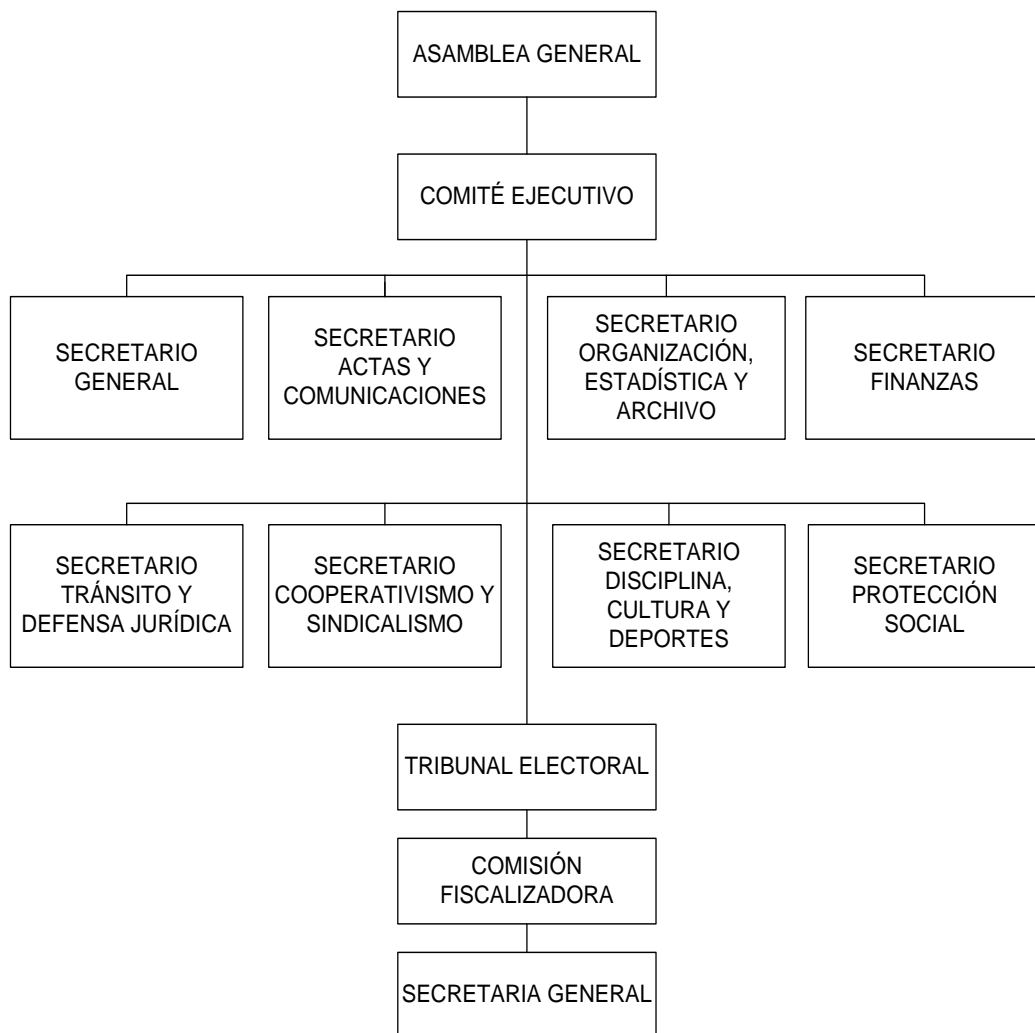 ASAMBLEA GENERAL
COMITÉ EJECUTIVO
SECRETARIO
GENERAL
SECRETARIO
ACTAS Y
COMUNICACIONES
SECRETARIO
ORGANIZACIÓN,
ESTADÍSTICA Y
ARCHIVO
SECRETARIO
FINANZAS
SECRETARIO
TRÁNSITO Y
DEFENSA JURÍDICA
SECRETARIO
COOPERATIVISMO Y
SINDICALISMO
SECRETARIO
DISCIPLINA,
CULTURA Y
DEPORTES
SECRETARIO
PROTECCIÓN
SOCIAL
TRIBUNAL ELECTORAL
COMISIÓN
FISCALIZADORA
SECRETARIA GENERAL